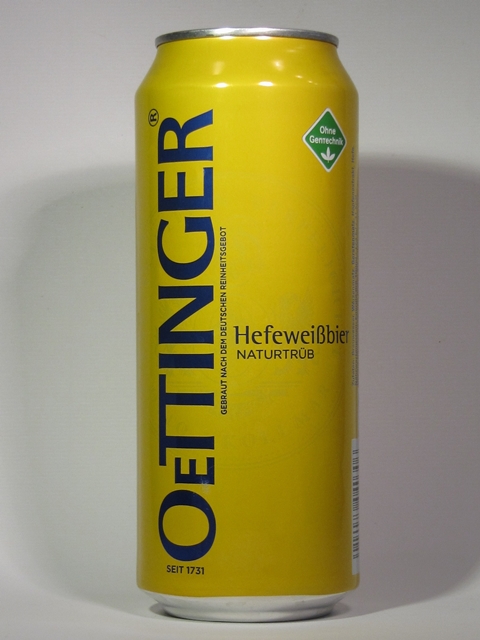 OETTINGER®
GEBRAUT NACH DEM DEUTSCHEN REINHEITSGEBOT
Ohne
Gentechnik
Hefeweißbier
NATURTRÜB
SEIT 1731